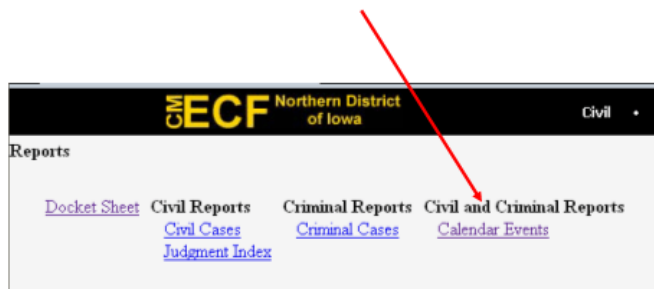 CM ECF Northern District of Iowa Civil •
Reports
Docket Sheet Civil Reports Criminal Reports Civil and Criminal Reports
Civil Cases Criminal Cases Calendar Events
Judgment Index